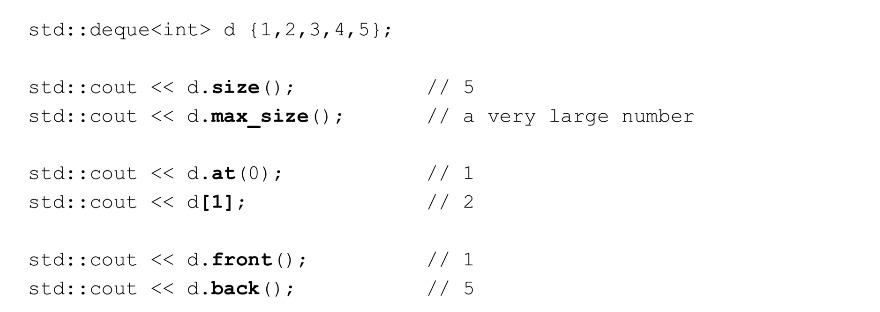 std::deque<int> d {1,2,3,4,5};
std::cout << d.size(); // 5
std::cout << d.max_size(); // a very large number
std::cout << d.at(0); // 1
std::cout << d[1]; // 2
std::cout << d.front(); // 1
std::cout << d.back(); // 5